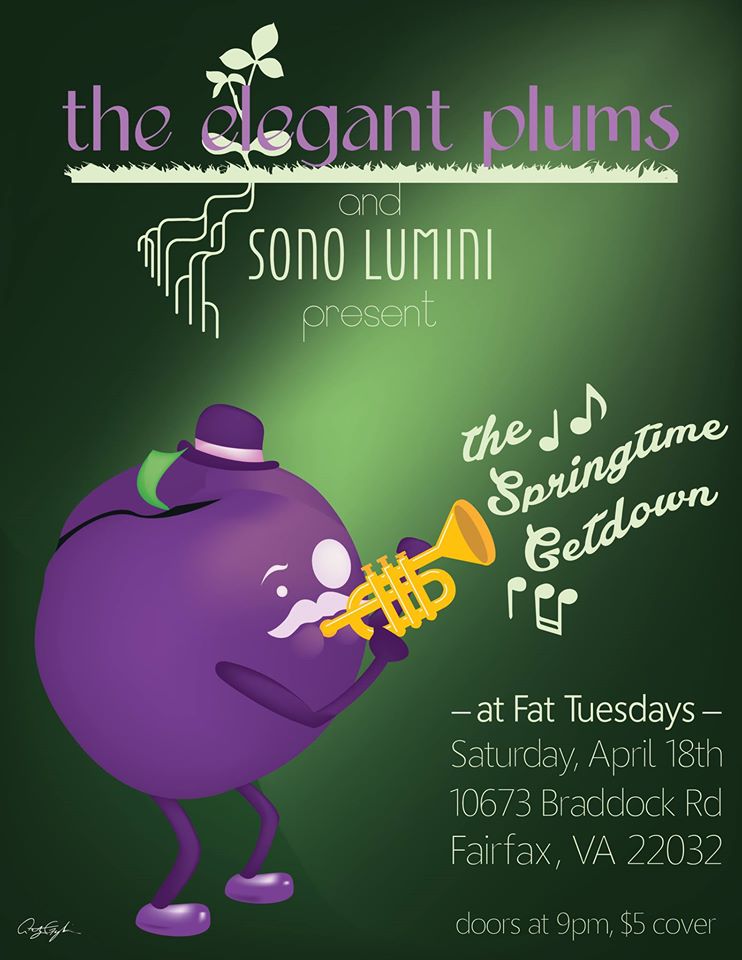 the elegant plums
and
SONO LUMINI
present
the
Springtime
Getdown
– at Fat Tuesdays –
Saturday, April 18th
10673 Braddock Rd
Fairfax, VA 22032
doors at 9pm, $5 cover